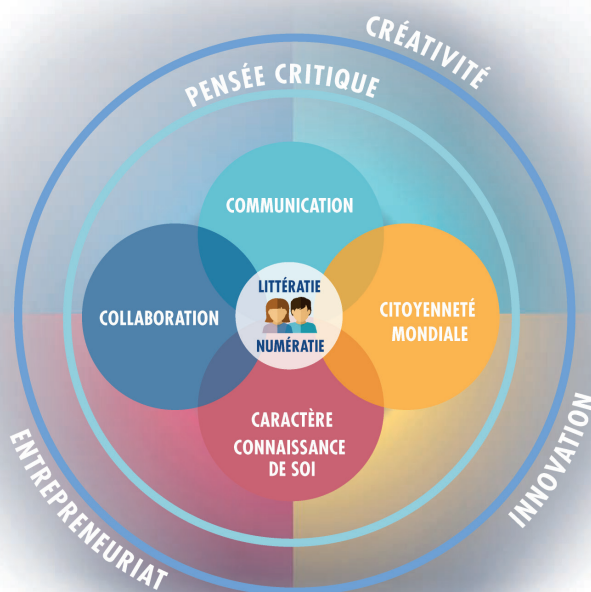 CRÉATIVITÉ
PENSÉE CRITIQUE
COMMUNICATION
COLLABORATION
LITTÉRATIE
NUMÉRATIE
CITOYENNETÉ
MONDIALE
CARACTÈRE
CONNAISSANCE
DE SOI
ENTREPRENEURIAT
INNOVATION